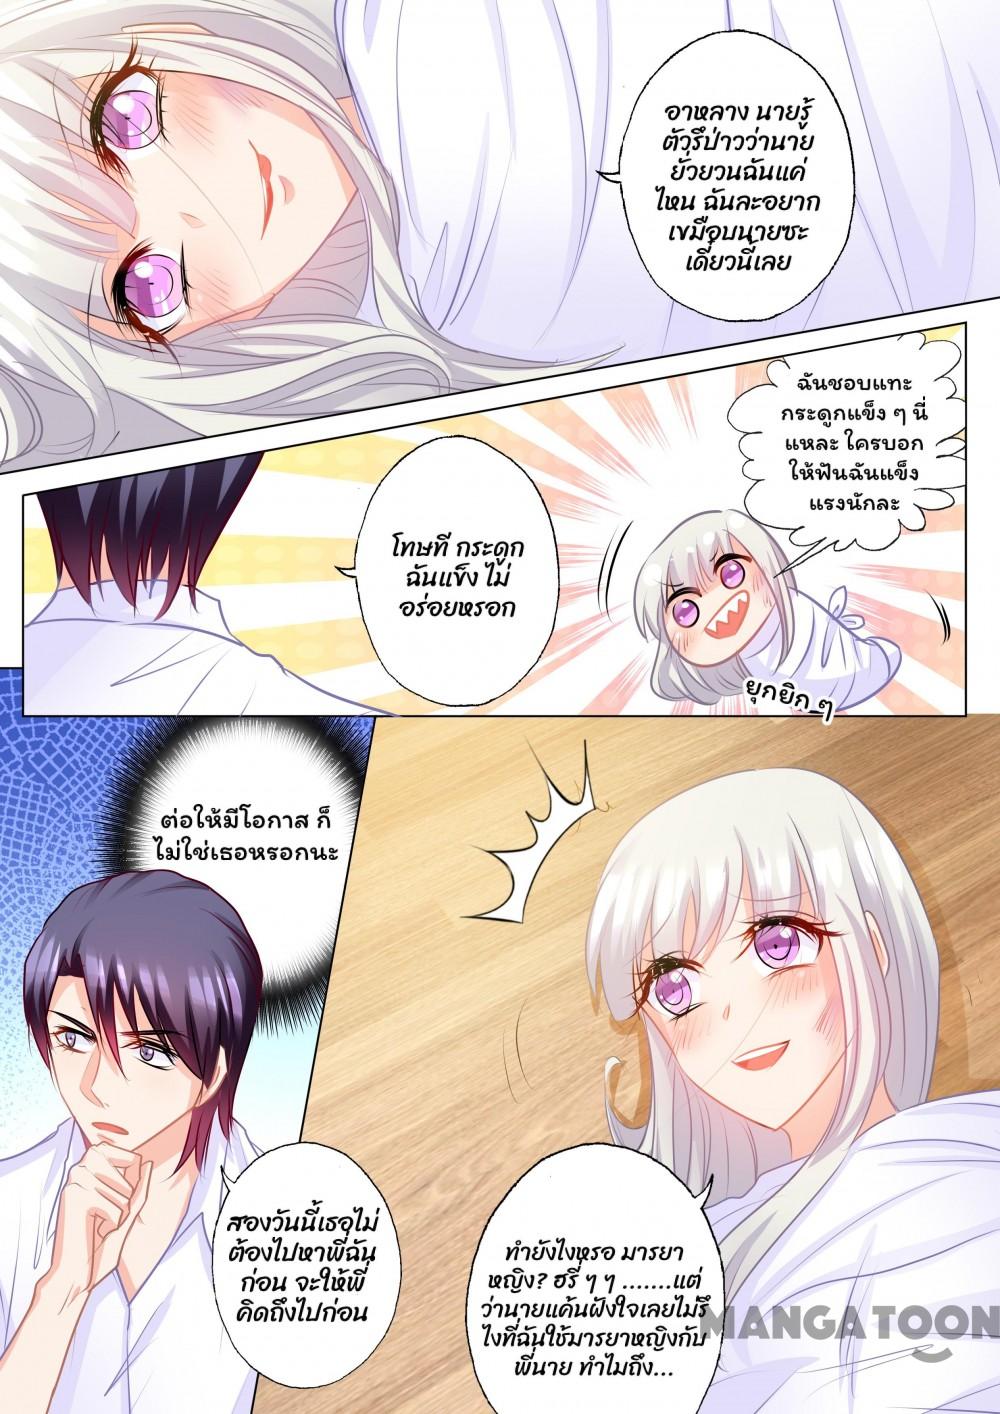 อาหลาง นายรู้
ตัวรึป่าวว่านาย
ยั่วยวนฉันแค่
ไหน ฉันละอยาก
เขมือบนายซะ
เดี๋ยวนี้เลย
ฉันชอบแทะ
กระดูกแข็ง ๆ นี่
แหละ ใครบอก
ให้ฟันฉันแข็ง
แรงนักละ
โทษที กระดูก
ฉันแข็ง ไม่
อร่อยหรอก
ยุกยิก ๆ
ต่อให้มีโอกาส ก็
ไม่ใช่เธอหรอกนะ
สองวันนี้เธอไม่
ต้องไปหาพี่ฉัน
ก่อน จะให้พี่
คิดถึงไปก่อน
ทำยังไงหรอ มารยา
หญิง? ฮรี่ ๆ ๆ .......แต่
ว่านายแค้นฝังใจเลยไม่รึ
ไงที่ฉันใช้มารยาหญิงกับ
พี่นาย ทำไมถึง...
MANGATOON